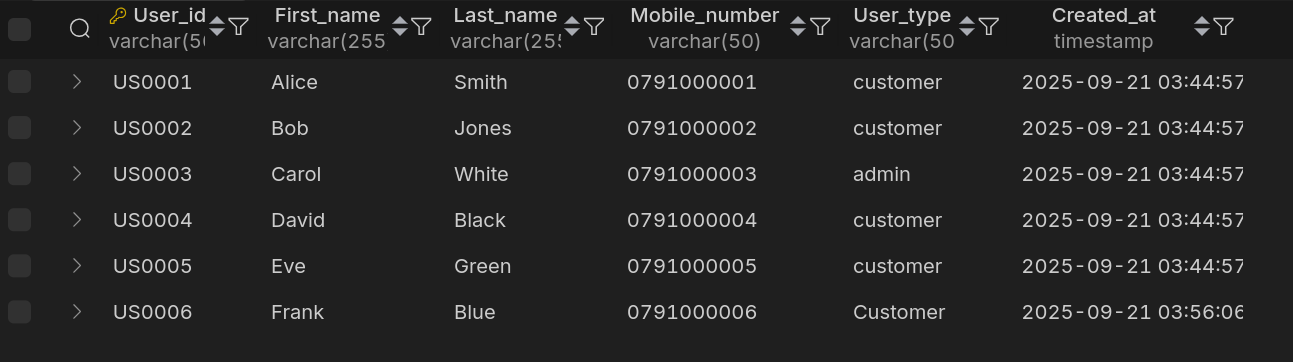 User_id First_name Last_name Mobile_number User_type Created_at
varchar(5 varchar(255 varchar(25 varchar(50) varchar(50 timestamp
US0001 Alice Smith 0791000001 customer 2025-09-21 03:44:57
US0002 Bob Jones 0791000002 customer 2025-09-21 03:44:57
US0003 Carol White 0791000003 admin 2025-09-21 03:44:57
US0004 David Black 0791000004 customer 2025-09-21 03:44:57
US0005 Eve Green 0791000005 customer 2025-09-21 03:44:57
US0006 Frank Blue 0791000006 Customer 2025-09-21 03:56:06